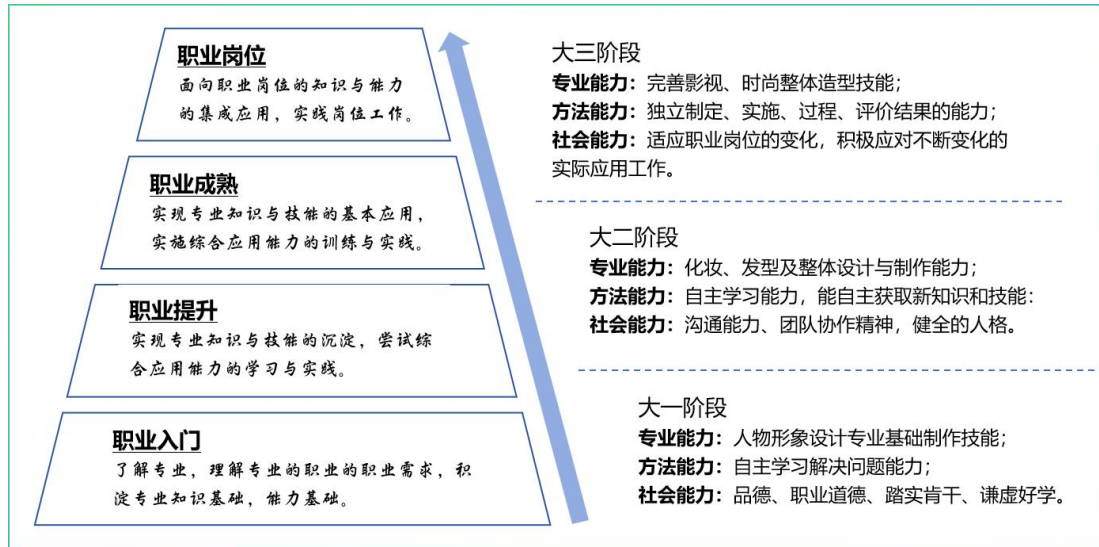 职业岗位
面向职业岗位的知识与能力
的集成应用，实践岗位工作。
职业成熟
实现专业知识与技能的基本应用，
实施综合应用能力的训练与实践。
职业提升
实现专业知识与技能的沉淀，尝试综
合应用能力的学习与实践。
职业入门
了解专业，理解专业的职业的职业需求，积
淀专业知识基础，能力基础。
大三阶段
专业能力：完善影视、时尚整体造型技能；
方法能力：独立制定、实施、过程、评价结果的能力；
社会能力：适应职业岗位的变化，积极应对不断变化的
实际应用工作。
大二阶段
专业能力：化妆、发型及整体设计与制作能力；
方法能力：自主学习能力，能自主获取新知识和技能：
社会能力：沟通能力、团队协作精神，健全的人格。
大一阶段
专业能力：人物形象设计专业基础制作技能；
方法能力：自主学习解决问题能力；
社会能力：品德、职业道德、踏实肯干、谦虚好学。